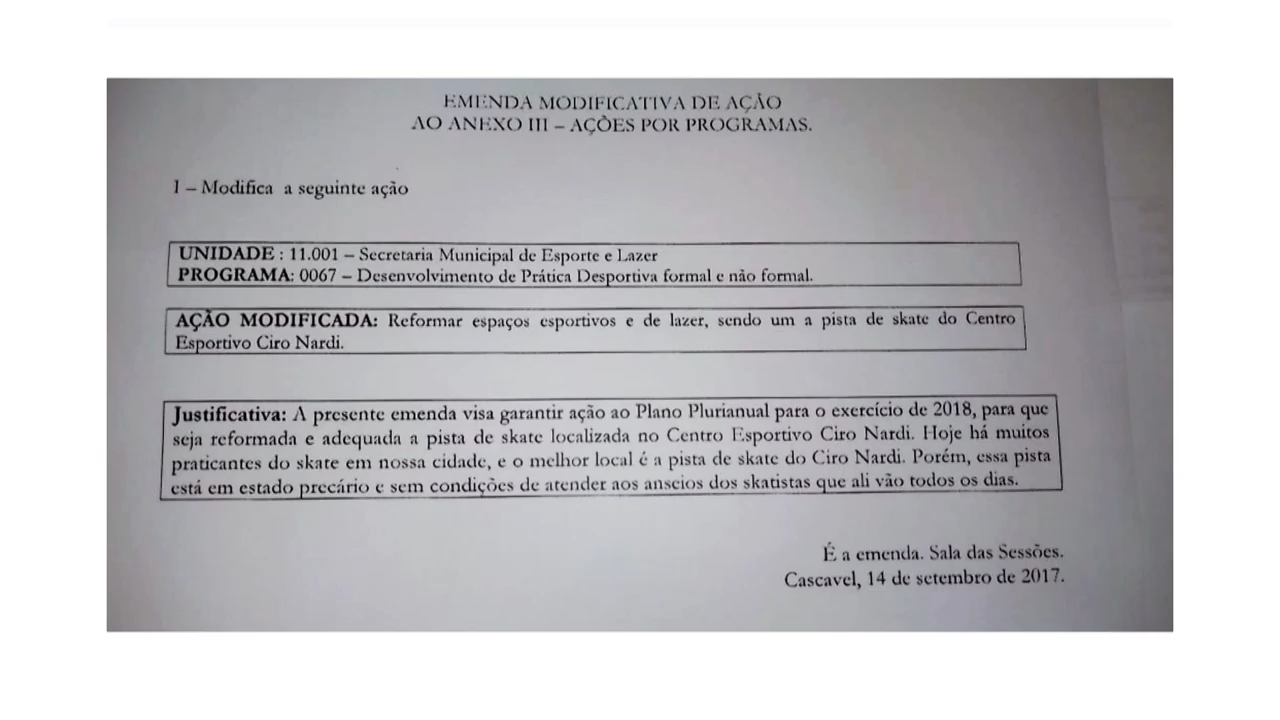 EMENDA MODIFICATIVA DE AÇÃO
AO ANEXO III – AÇÕES POR PROGRAMAS.
I – Modifica a seguinte ação
UNIDADE : 11.001 – Secretaria Municipal de Esporte e Lazer
PROGRAMA: 0067 – Desenvolvimento de Prática Desportiva formal e não formal.
AÇÃO MODIFICADA: Reformar espaços esportivos e de lazer, sendo um a pista de skate do Centro
Esportivo Ciro Nardi.
Justificativa: A presente emenda visa garantir ação ao Plano Plurianual para o exercício de 2018, para que
seja reformada e adequada a pista de skate localizada no Centro Esportivo Ciro Nardi. Hoje há muitos
praticantes do skate em nossa cidade, e o melhor local é a pista de skate do Ciro Nardi. Porém, essa pista
está em estado precário e sem condições de atender aos anseios dos skatistas que ali vão todos os dias.
É a emenda. Sala das Sessões.
Cascavel, 14 de setembro de 2017.